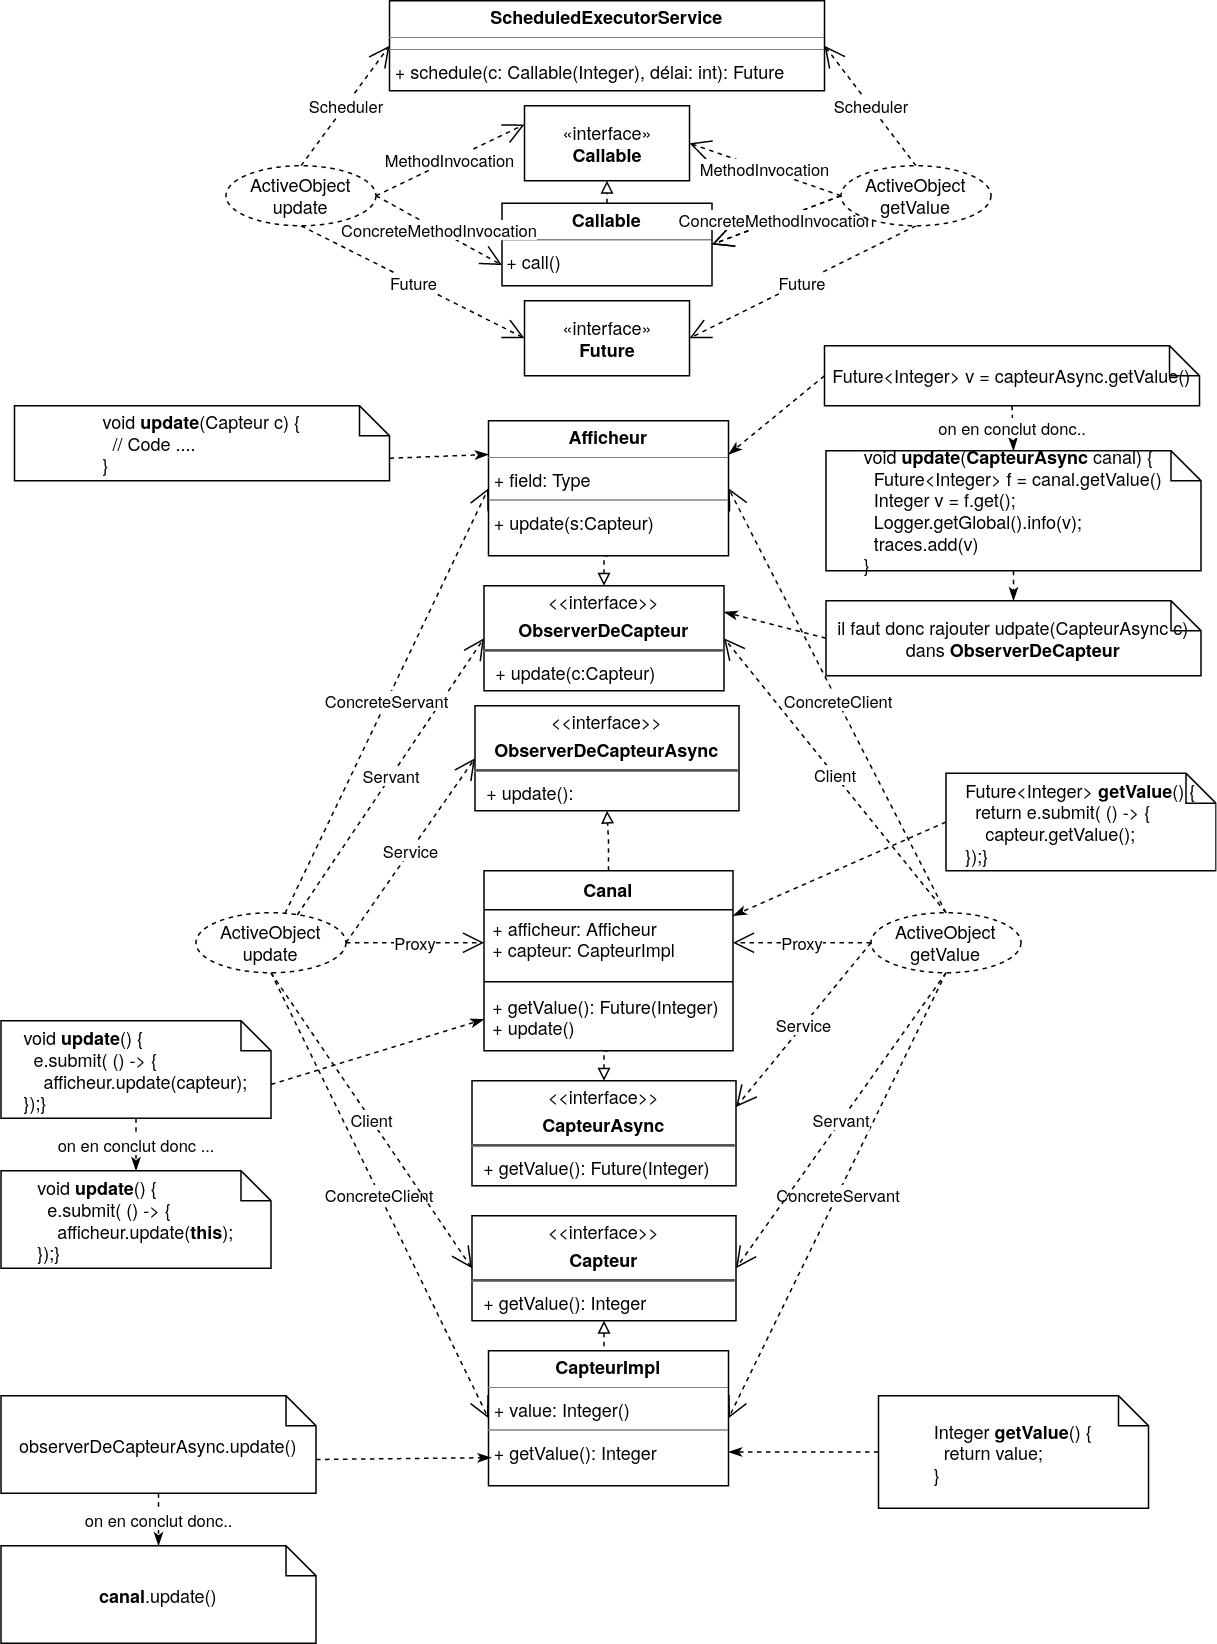 ScheduledExecutorService
+ schedule(c: Callable(Integer), délai: int): Future
Scheduler
Scheduler
«interface»
Callable
MethodInvocation
MethodInvocation
ActiveObject
update
ActiveObject
getValue
Callable
ConcreteMethodInvocation
ConcreteMethodInvocation
+ call()
Future
Future
«interface»
Future
Future<Integer> v = capteurAsync.getValue()
on en conclut donc..
void update(Capteur c) {
// Code ....
}
Afficheur
+ field: Type
+ update(s:Capteur)
void update(CapteurAsync canal) {
Future<Integer> f = canal.getValue()
Integer v = f.get();
Logger.getGlobal().info(v);
traces.add(v)
}
<<interface>>
ObserverDeCapteur
+ update(c:Capteur)
il faut donc rajouter udpate(CapteurAsync c)
dans ObserverDeCapteur
ConcreteServant
ConcreteClient
<<interface>>
ObserverDeCapteurAsync
+ update():
Servant
Client
Service
Future<Integer> getValue() {
return e.submit( () -> {
capteur.getValue();
});}
Canal
+ afficheur: Afficheur
+ capteur: CapteurImpl
+ getValue(): Future(Integer)
+ update()
ActiveObject
update
Proxy
Proxy
ActiveObject
getValue
Service
void update() {
e.submit( () -> {
afficheur.update(capteur);
});}
on en conclut donc ...
void update() {
e.submit( () -> {
afficheur.update(this);
});}
<<interface>>
CapteurAsync
+ getValue(): Future(Integer)
Client
Servant
ConcreteClient
ConcreteServant
<<interface>>
Capteur
+ getValue(): Integer
CapteurImpl
+ value: Integer()
+ getValue(): Integer
observerDeCapteurAsync.update()
on en conclut donc..
canal.update()
Integer getValue() {
return value;
}